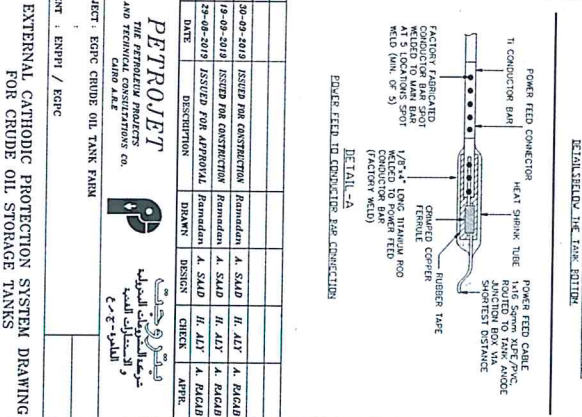 DETAILS BELOW THE TANK BOTTOM
POWER FEED CONNECTOR
TI CONDUCTOR BAR
FACTORY FABRICATED
CONDUCTOR BAR SPOT
WELDED TO MAIN BAR
AT 5 LOCATIONS SPOT
WELD (MIN. OF 5)
HEAT SHRINK TUBE
POWER FEED CABLE
1x16 Sqmm XLPE/PVC,
ROUTED TO TANK ANODE
JUNCTION BOX VIA
SHORTEST DISTANCE
RUBBER TAPE
CRIMPED COPPER
FERRULE
1/8"x4" LONG TITANIUM ROD
WELDED TO POWER FEED
CONDUCTOR BAR
(FACTORY WELD)
DETAIL-A
POWER FEED TO CONDUCTOR BAR CONNECTION
30-09-2019 ISSUED FOR CONSTRUCTION Ramadan A. SAAD H. ALY A. RAGAB
19-09-2019 ISSUED FOR CONSTRUCTION Ramadan A. SAAD H. ALY A. RAGAB
29-08-2019 ISSUED FOR APPROVAL Ramadan A. SAAD H. ALY A. RAGAB
DATE DESCRIPTION DRAWN DESIGN CHECK APPR.
PETROJET
THE PETROLEUM PROJECTS
AND TECHNICAL CONSULTATIONS CO.
CAIRO A.R.E
بتروجت
شركة المشروعات البترولية
و الاستشارات الفنية
القاهرة - ج.م.ع
JECT : EGPC CRUDE OIL TANK FARM
ENT : ENPPI / EGPC
EXTERNAL CATHODIC PROTECTION SYSTEM DRAWING
FOR CRUDE OIL STORAGE TANKS